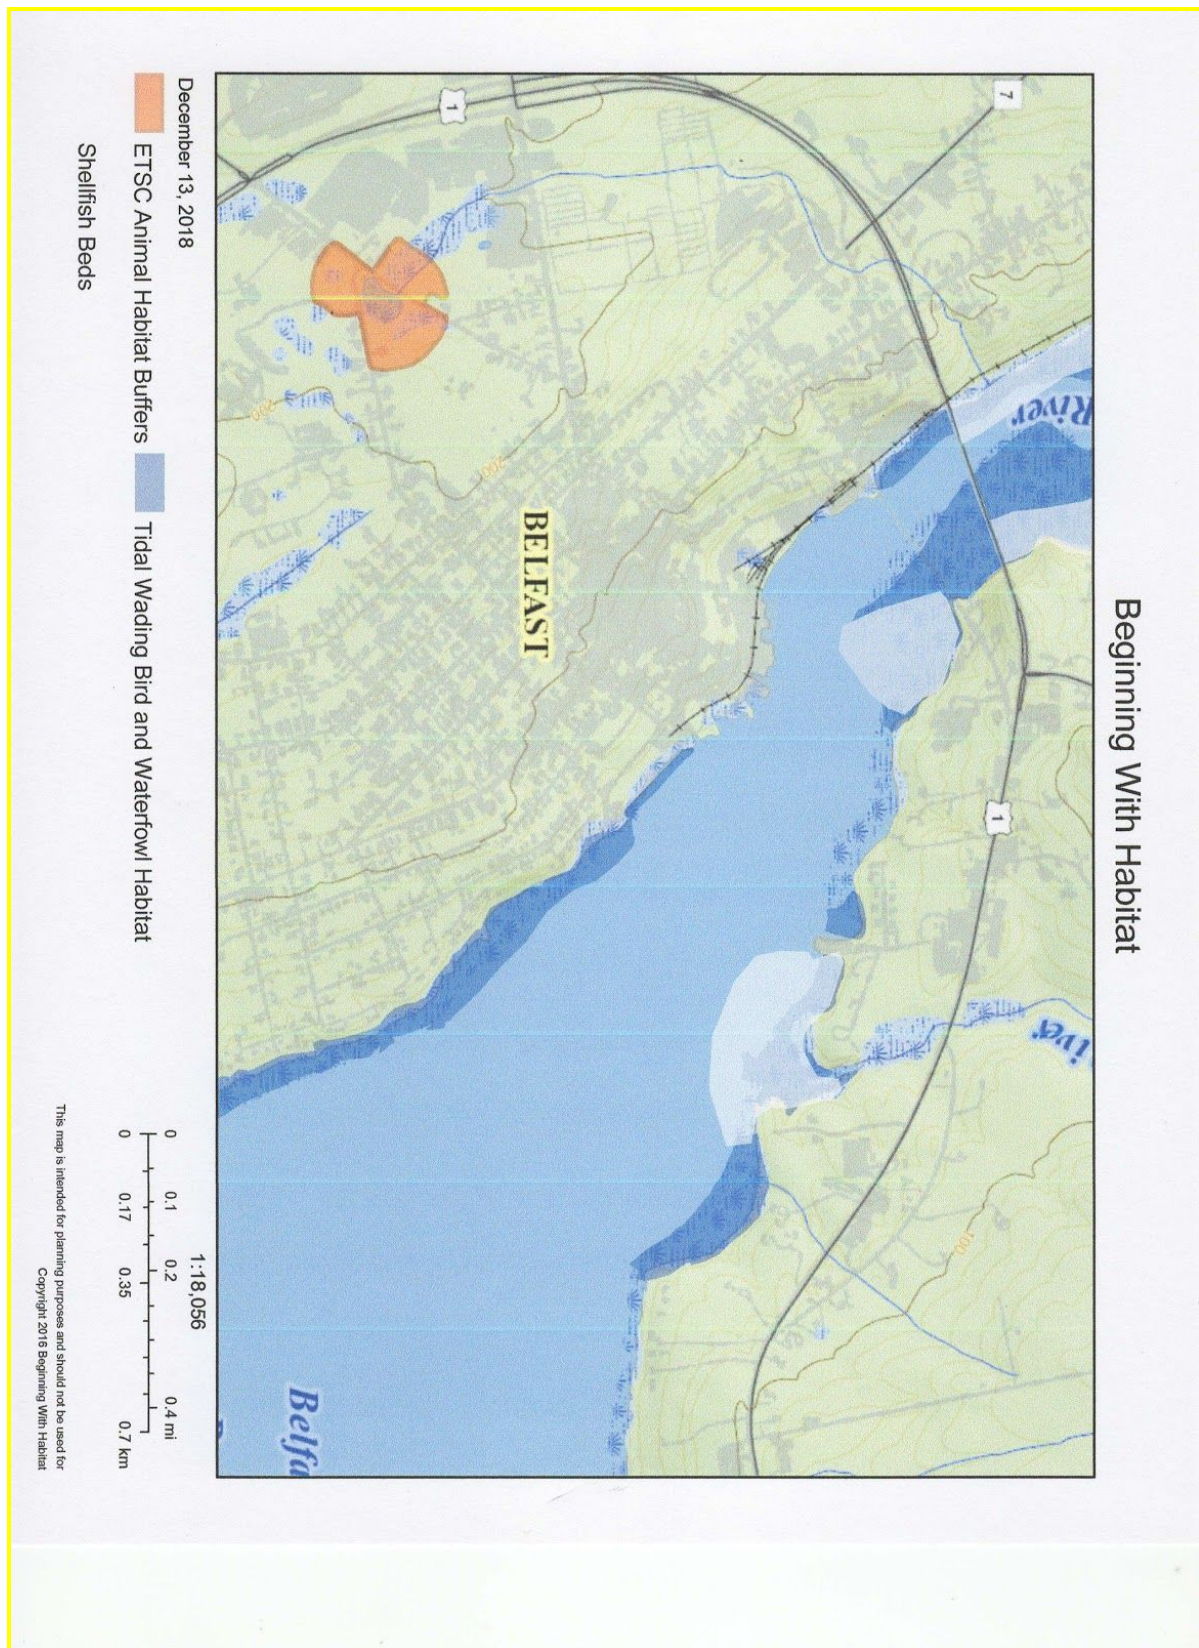 Beginning With Habitat
7
1
River
1
iver
BELFAST
200
200
100
Belfa
December 13, 2018
1:18,056
ETSC Animal Habitat Buffers
Tidal Wading Bird and Waterfowl Habitat
Shellfish Beds
0 0.1 0.2 0.4 mi
0 0.17 0.35 0.7 km
This map is intended for planning purposes and should not be used for
Copyright 2016 Beginning With Habitat